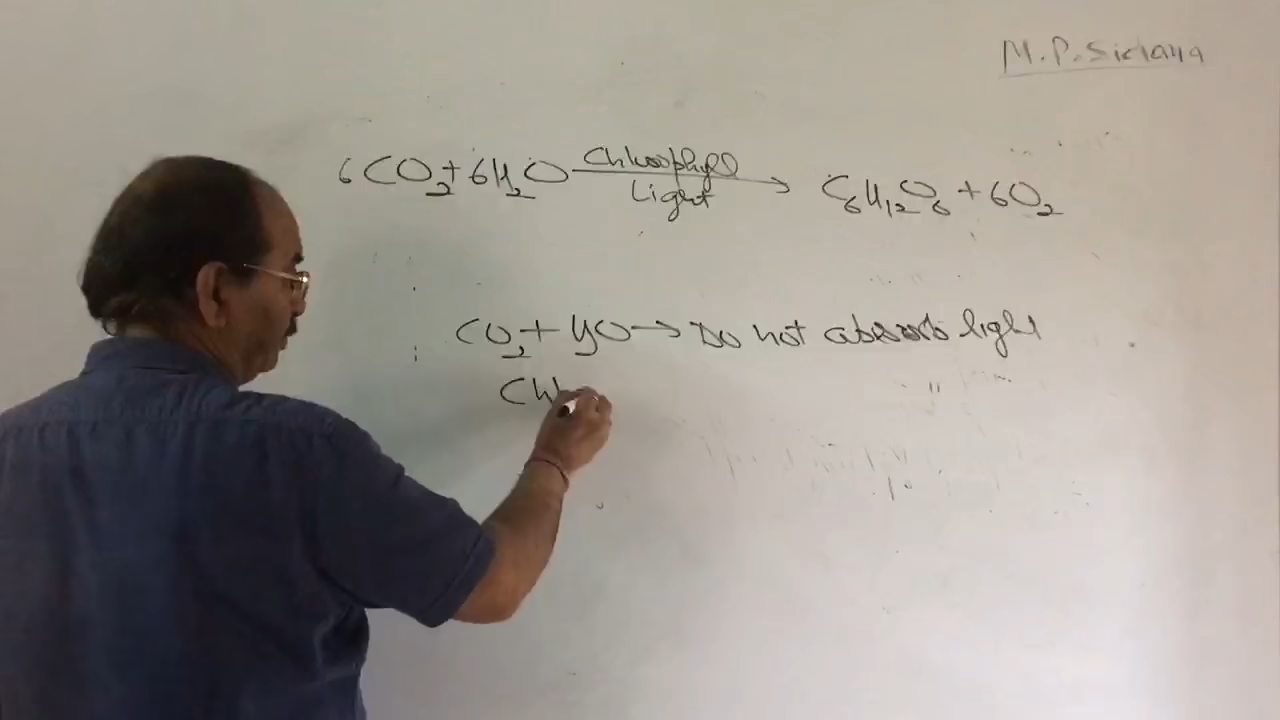 M.P. Sidana
6CO₂ + 6H₂O Chlorophyll Light → C₆H₁₂O₆ + 6O₂
CO₂ + H₂O → Do not absorb light
Ch